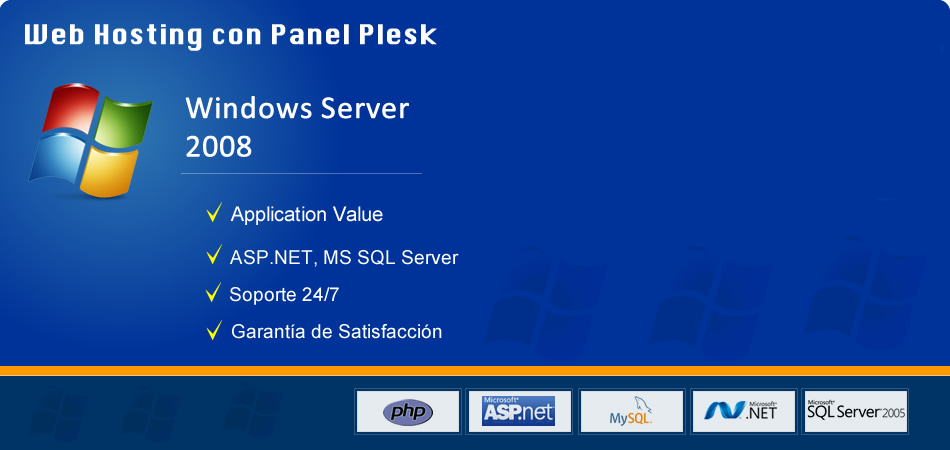 Web Hosting con Panel Plesk
Windows Server
2008
Application Value
ASP.NET, MS SQL Server
Soporte 24/7
Garantía de Satisfacción
php
Microsoft®
ASP.net
MySQL®
Microsoft®
.NET
Microsoft®
SQL Server 2005